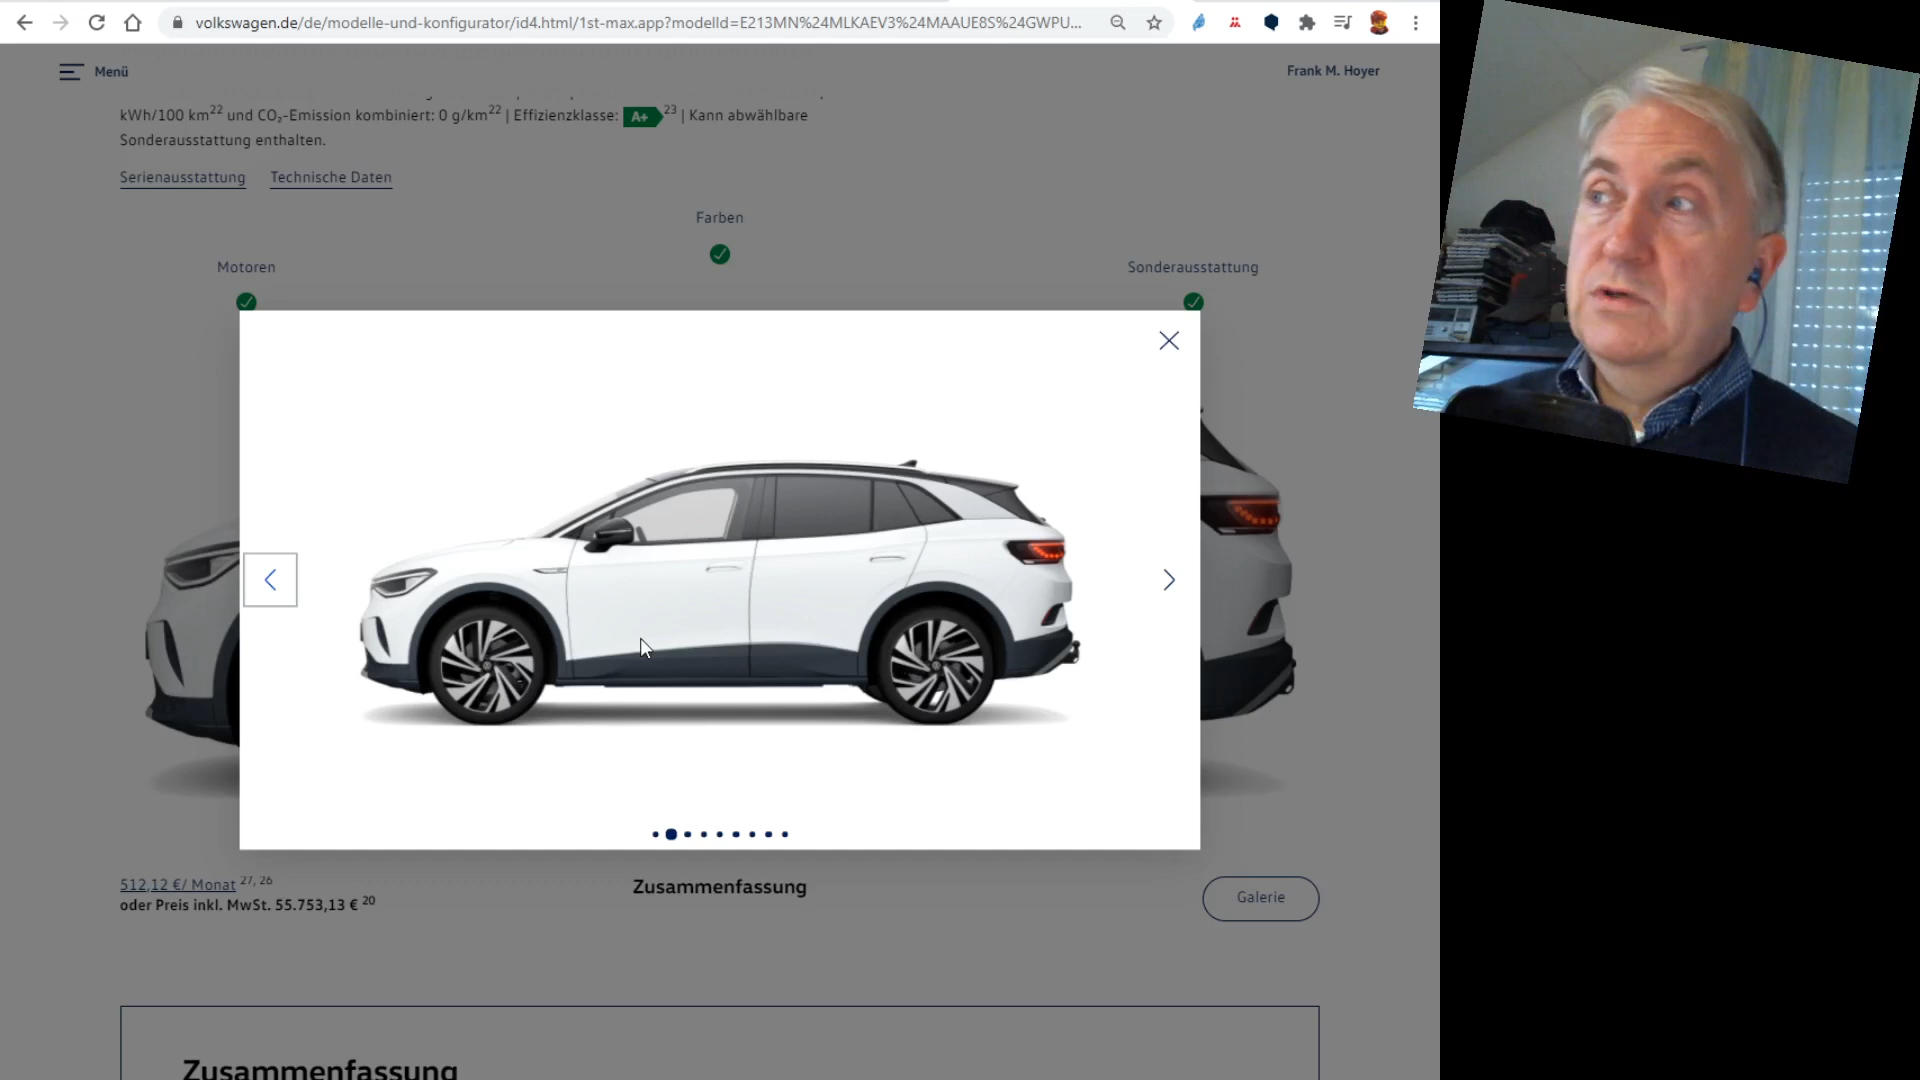 volkswagen.de/de/modelle-und-konfigurator/id4.html/1st-max.app?modelId=E213MN%24MLKAEV3%24MAAUE8S%24GWPU...
Menü
Frank M. Hoyer
kWh/100 km22 und CO₂-Emission kombiniert: 0 g/km22 | Effizienzklasse: A+ 23 | Kann abwählbare
Sonderausstattung enthalten.
Serienausstattung Technische Daten
Farben
Motoren
Sonderausstattung
512,12 €/ Monat 27, 26
oder Preis inkl. MwSt. 55.753,13 € 20
Zusammenfassung
Galerie
Zusammenfassung